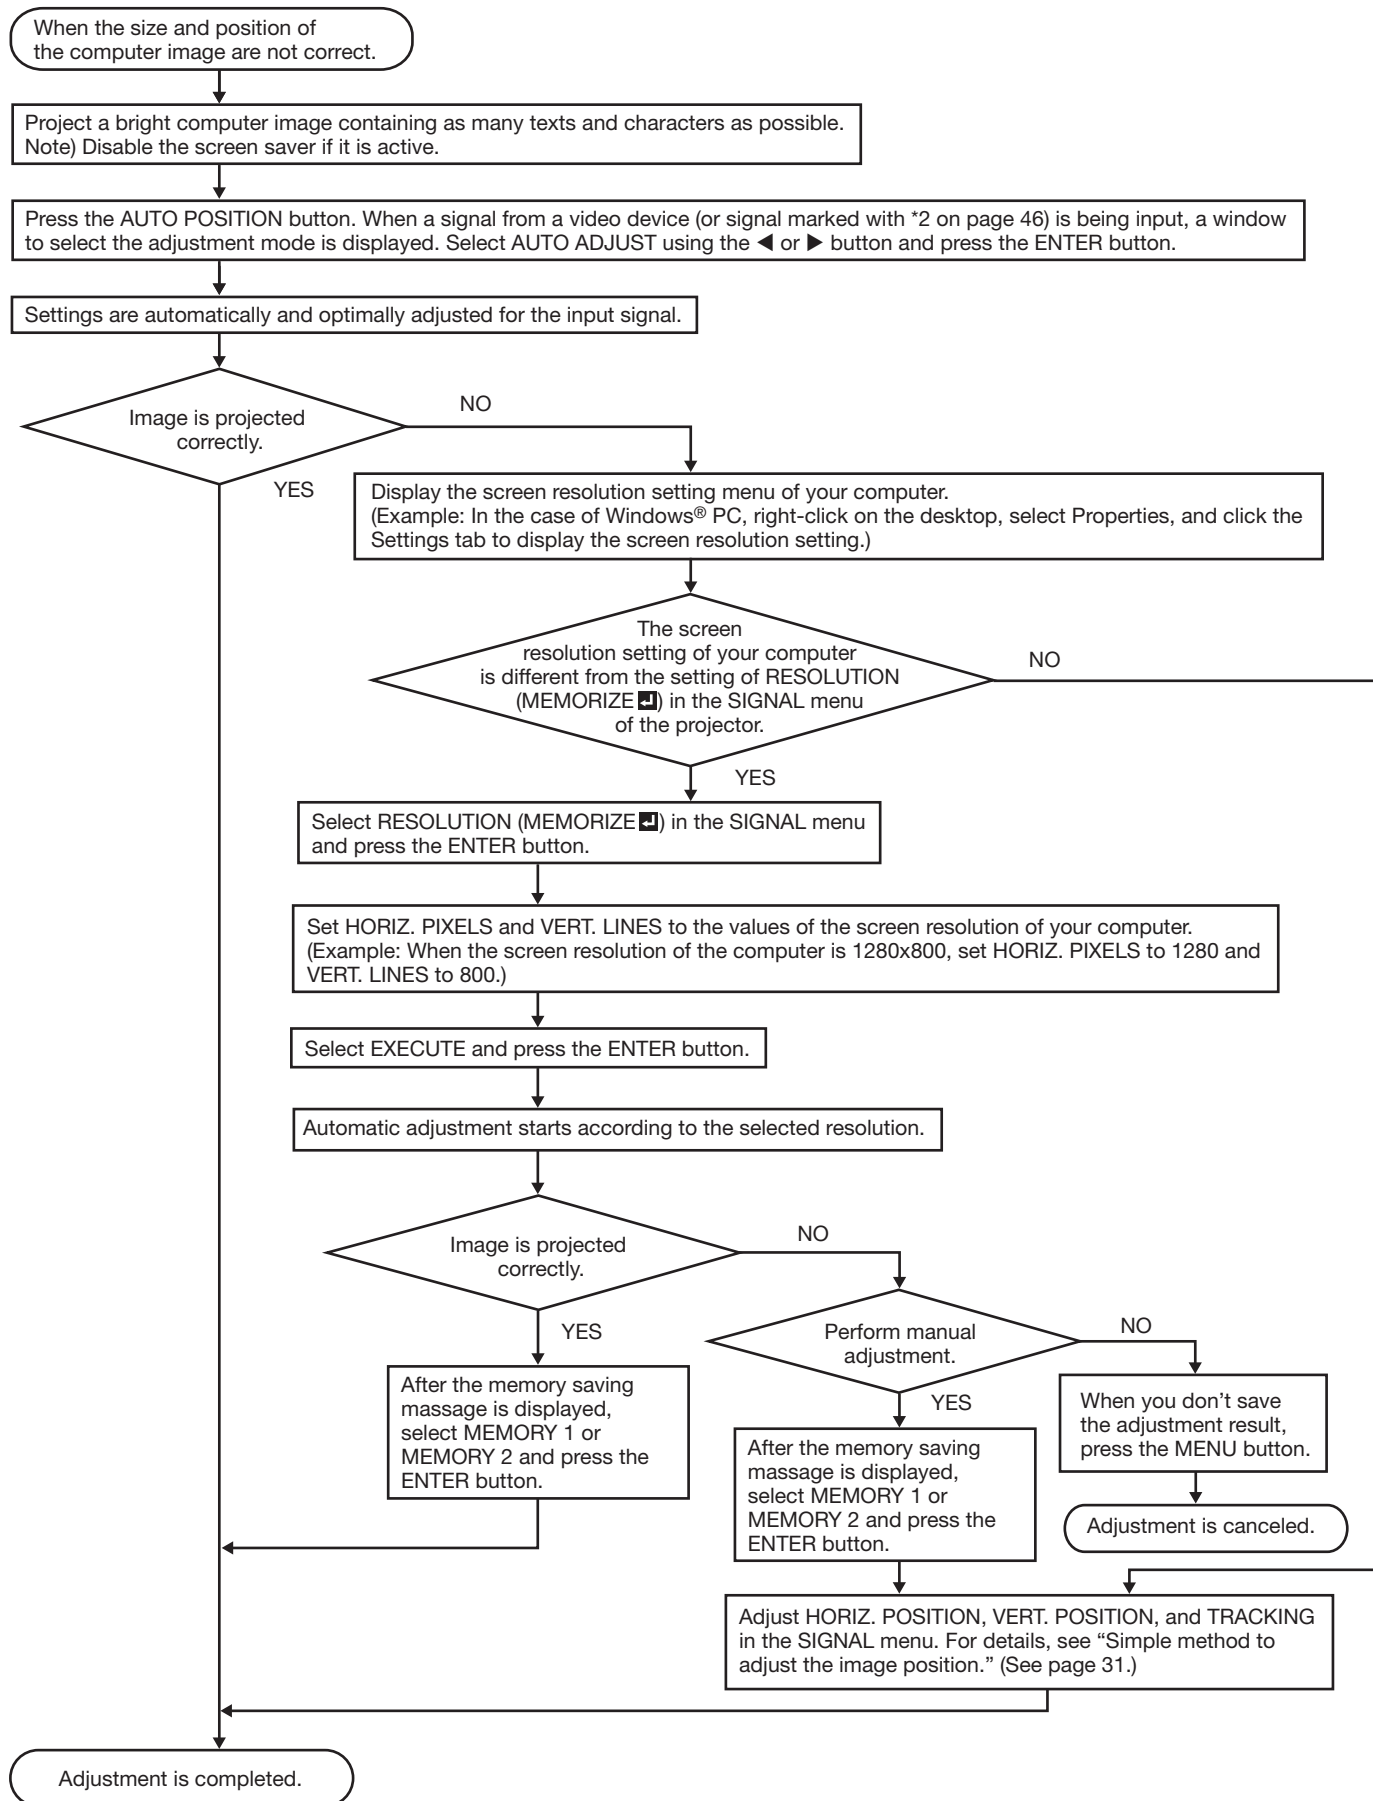 When the size and position of
the computer image are not correct.
Project a bright computer image containing as many texts and characters as possible.
Note) Disable the screen saver if it is active.
Press the AUTO POSITION button. When a signal from a video device (or signal marked with *2 on page 46) is being input, a window
to select the adjustment mode is displayed. Select AUTO ADJUST using the ◀ or ▶ button and press the ENTER button.
Settings are automatically and optimally adjusted for the input signal.
Image is projected
correctly.
NO
YES
Display the screen resolution setting menu of your computer.
(Example: In the case of Windows® PC, right-click on the desktop, select Properties, and click the
Settings tab to display the screen resolution setting.)
The screen
resolution setting of your computer
is different from the setting of RESOLUTION
(MEMORIZE ↵) in the SIGNAL menu
of the projector.
NO
YES
Select RESOLUTION (MEMORIZE ↵) in the SIGNAL menu
and press the ENTER button.
Set HORIZ. PIXELS and VERT. LINES to the values of the screen resolution of your computer.
(Example: When the screen resolution of the computer is 1280x800, set HORIZ. PIXELS to 1280 and
VERT. LINES to 800.)
Select EXECUTE and press the ENTER button.
Automatic adjustment starts according to the selected resolution.
Image is projected
correctly.
NO
YES
After the memory saving
massage is displayed,
select MEMORY 1 or
MEMORY 2 and press the
ENTER button.
Perform manual
adjustment.
NO
YES
When you don't save
the adjustment result,
press the MENU button.
After the memory saving
massage is displayed,
select MEMORY 1 or
MEMORY 2 and press the
ENTER button.
Adjustment is canceled.
Adjust HORIZ. POSITION, VERT. POSITION, and TRACKING
in the SIGNAL menu. For details, see “Simple method to
adjust the image position.” (See page 31.)
Adjustment is completed.